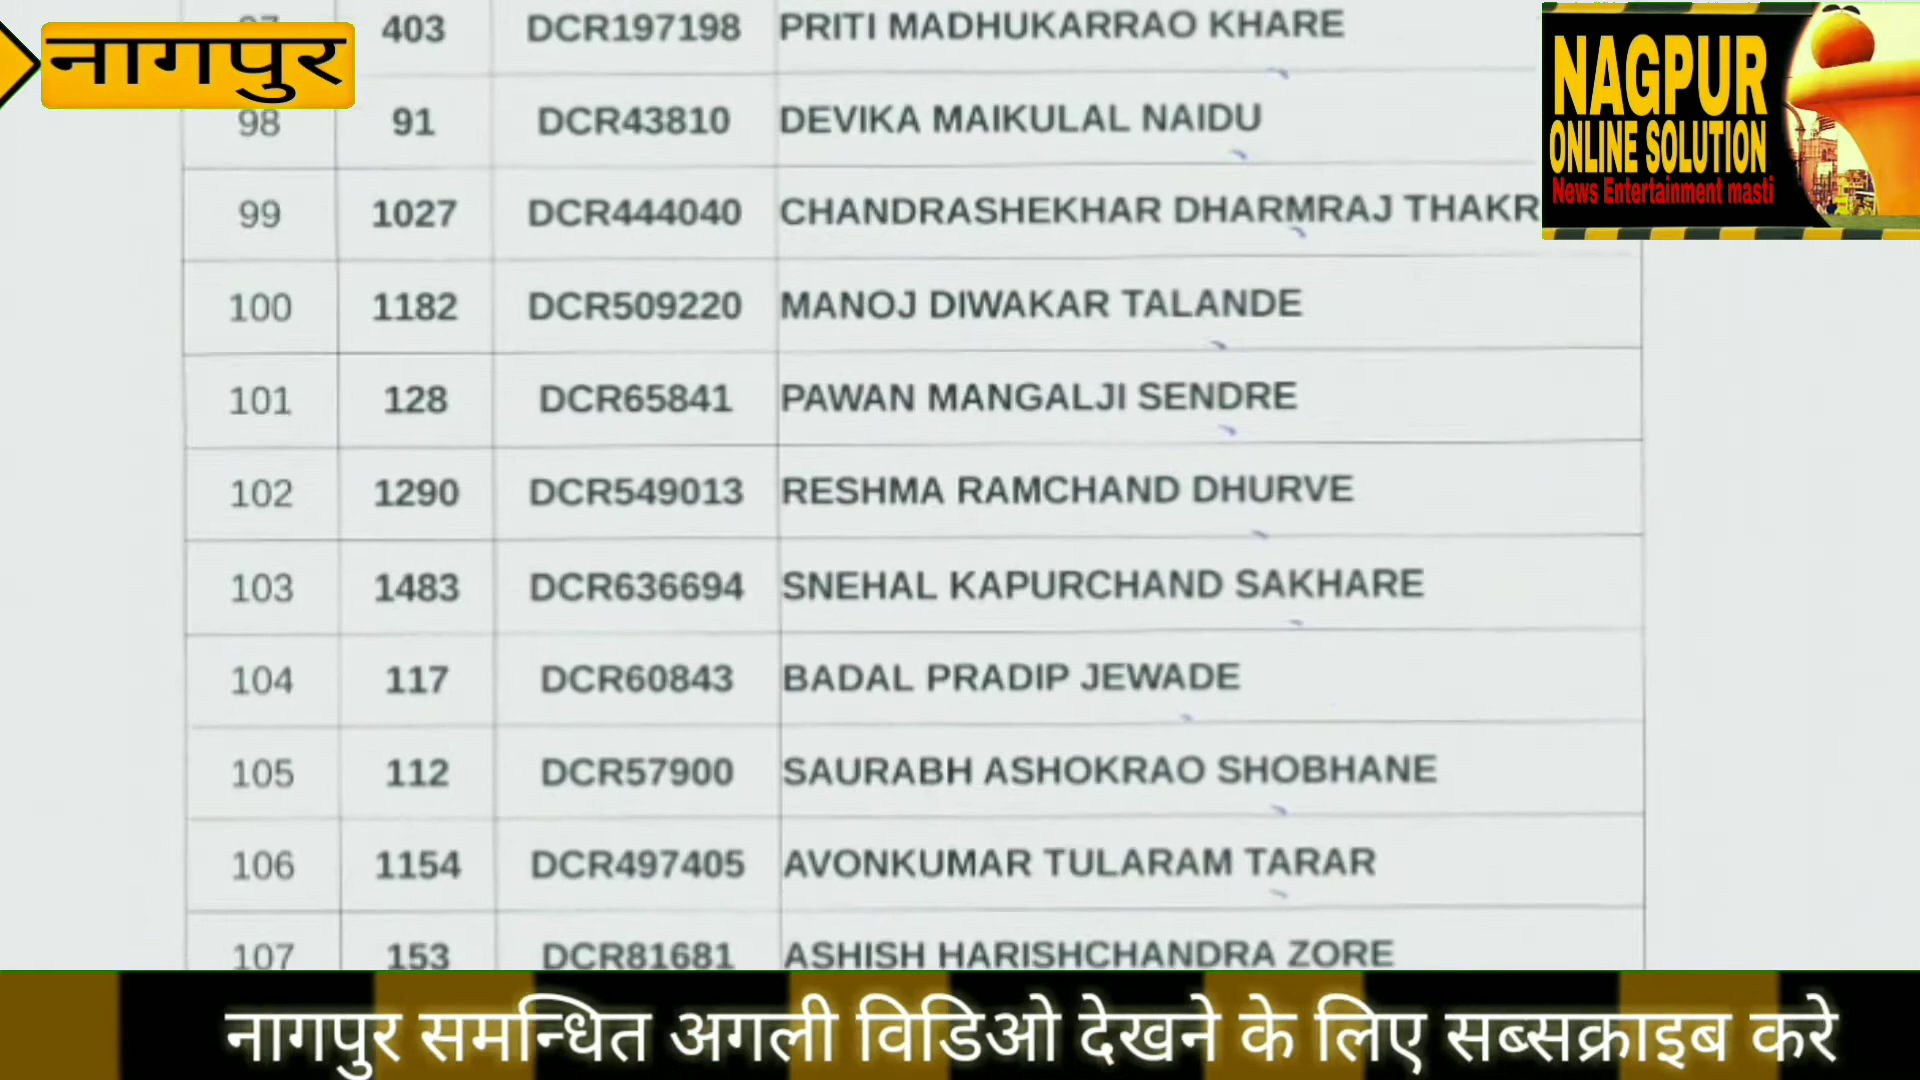 नागपुर
403 DCR197198 PRITI MADHUKARRAO KHARE
98 91 DCR43810 DEVIKA MAIKULAL NAIDU
99 1027 DCR444040 CHANDRASHEKHAR DHARMRAJ
100 1182 DCR509220 MANOJ DIWAKAR TALANDE
101 128 DCR65841 PAWAN MANGALJI SENDRE
102 1290 DCR549013 RESHMA RAMCHAND DHURVE
103 1483 DCR636694 SNEHAL KAPURCHAND SAKHARE
104 117 DCR60843 BADAL PRADIP JEWADE
105 112 DCR57900 SAURABH ASHOKRAO SHOBHANE
106 1154 DCR497405 AVONKUMAR TULARAM TARAR
107 153 DCR81681 ASHISH HARISHCHANDRA ZORE
NAGPUR
ONLINE SOLUTION
News Entertainment masti
नागपुर समन्धित अगली विडिओ देखने के लिए सब्सक्राइब करे